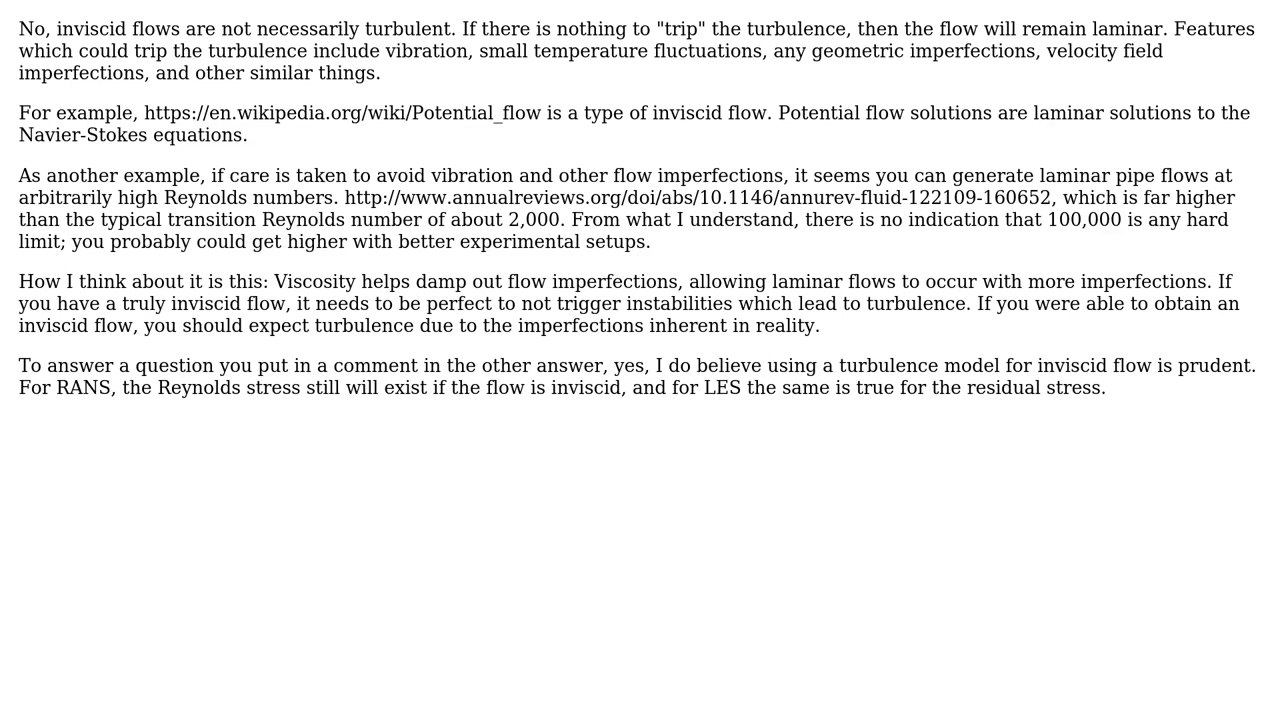 No, inviscid flows are not necessarily turbulent. If there is nothing to "trip" the turbulence, then the flow will remain laminar. Features
which could trip the turbulence include vibration, small temperature fluctuations, any geometric imperfections, velocity field
imperfections, and other similar things.
For example, https://en.wikipedia.org/wiki/Potential_flow is a type of inviscid flow. Potential flow solutions are laminar solutions to the
Navier-Stokes equations.
As another example, if care is taken to avoid vibration and other flow imperfections, it seems you can generate laminar pipe flows at
arbitrarily high Reynolds numbers. http://www.annualreviews.org/doi/abs/10.1146/annurev-fluid-122109-160652, which is far higher
than the typical transition Reynolds number of about 2,000. From what I understand, there is no indication that 100,000 is any hard
limit; you probably could get higher with better experimental setups.
How I think about it is this: Viscosity helps damp out flow imperfections, allowing laminar flows to occur with more imperfections. If
you have a truly inviscid flow, it needs to be perfect to not trigger instabilities which lead to turbulence. If you were able to obtain an
inviscid flow, you should expect turbulence due to the imperfections inherent in reality.
To answer a question you put in a comment in the other answer, yes, I do believe using a turbulence model for inviscid flow is prudent.
For RANS, the Reynolds stress still will exist if the flow is inviscid, and for LES the same is true for the residual stress.